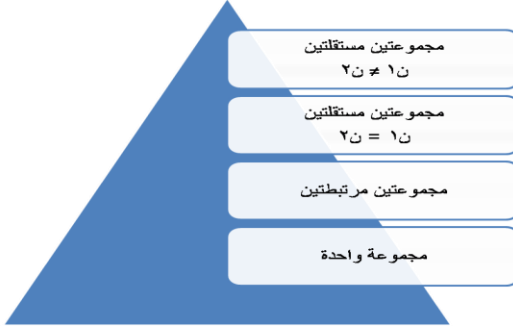 مجموعتين مستقلتين
ن١ ≠ ن٢
مجموعتين مستقلتين
ن١ = ن٢
مجموعتين مرتبطتين
مجموعة واحدة